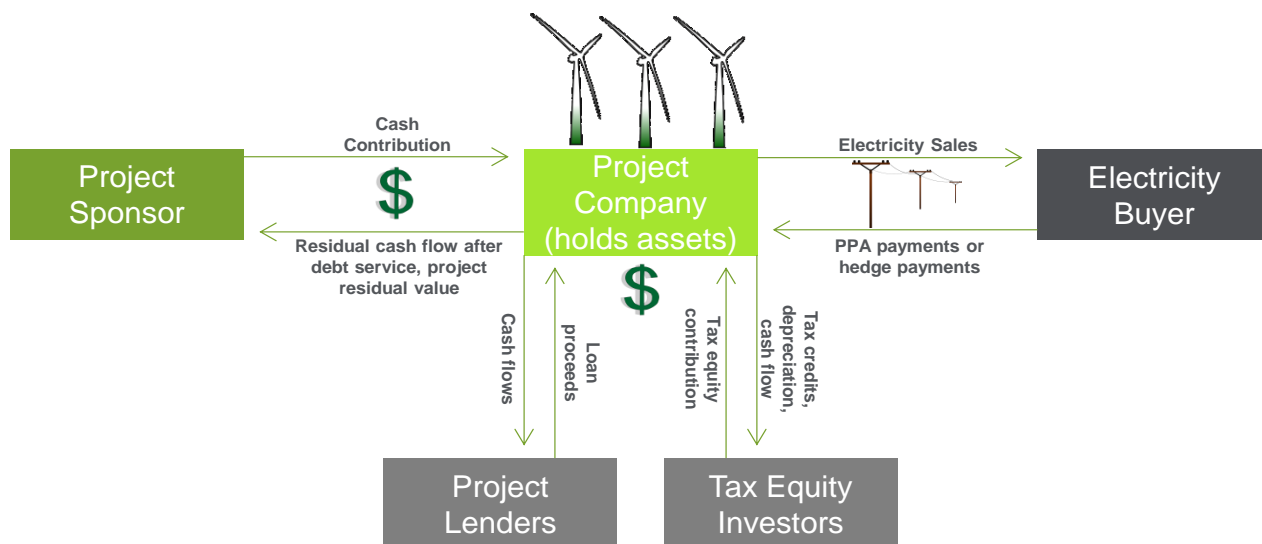 Cash
Contribution
Project
Sponsor
Residual cash flow after
debt service, project
residual value
Project
Company
(holds assets)
Electricity Sales
PPA payments or
hedge payments
Electricity
Buyer
Cash flows
Loan
proceeds
Tax equity
contribution
Tax credits,
depreciation,
cash flow
Project
Lenders
Tax Equity
Investors
$
$